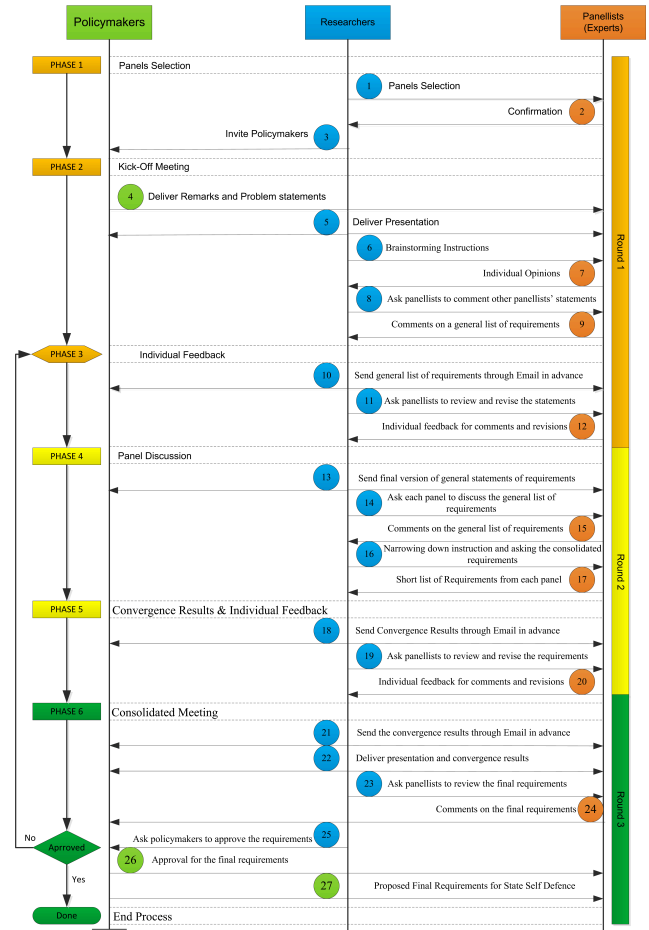 Policymakers
Researchers
Panellists
(Experts)
PHASE 1
Panels Selection
1
Panels Selection
Confirmation
2
Invite Policymakers
3
PHASE 2
Kick-Off Meeting
4
Deliver Remarks and Problem statements
5
Deliver Presentation
6
Brainstorming Instructions
Individual Opinions
7
8
Ask panellists to comment other panellists’ statements
Comments on a general list of requirements
9
Round 1
PHASE 3
Individual Feedback
10
Send general list of requirements through Email in advance
11
Ask panellists to review and revise the statements
Individual feedback for comments and revisions
12
PHASE 4
Panel Discussion
13
Send final version of general statements of requirements
14
Ask each panel to discuss the general list of
requirements
Comments on the general list of requirements
15
16
Narrowing down instruction and asking the consolidated
requirements
Short list of Requirements from each panel
17
Round 2
PHASE 5
Convergence Results & Individual Feedback
18
Send Convergence Results through Email in advance
19
Ask panellists to review and revise the requirements
Individual feedback for comments and revisions
20
PHASE 6
Consolidated Meeting
21
Send the convergence results through Email in advance
22
Deliver presentation and convergence results
23
Ask panellists to review the final requirements
Comments on the final requirements
24
Round 3
Ask policymakers to approve the requirements
25
No
Aprroved
26
Approval for the final requirements
Yes
27
Proposed Final Requirements for State Self Defence
Done
End Process